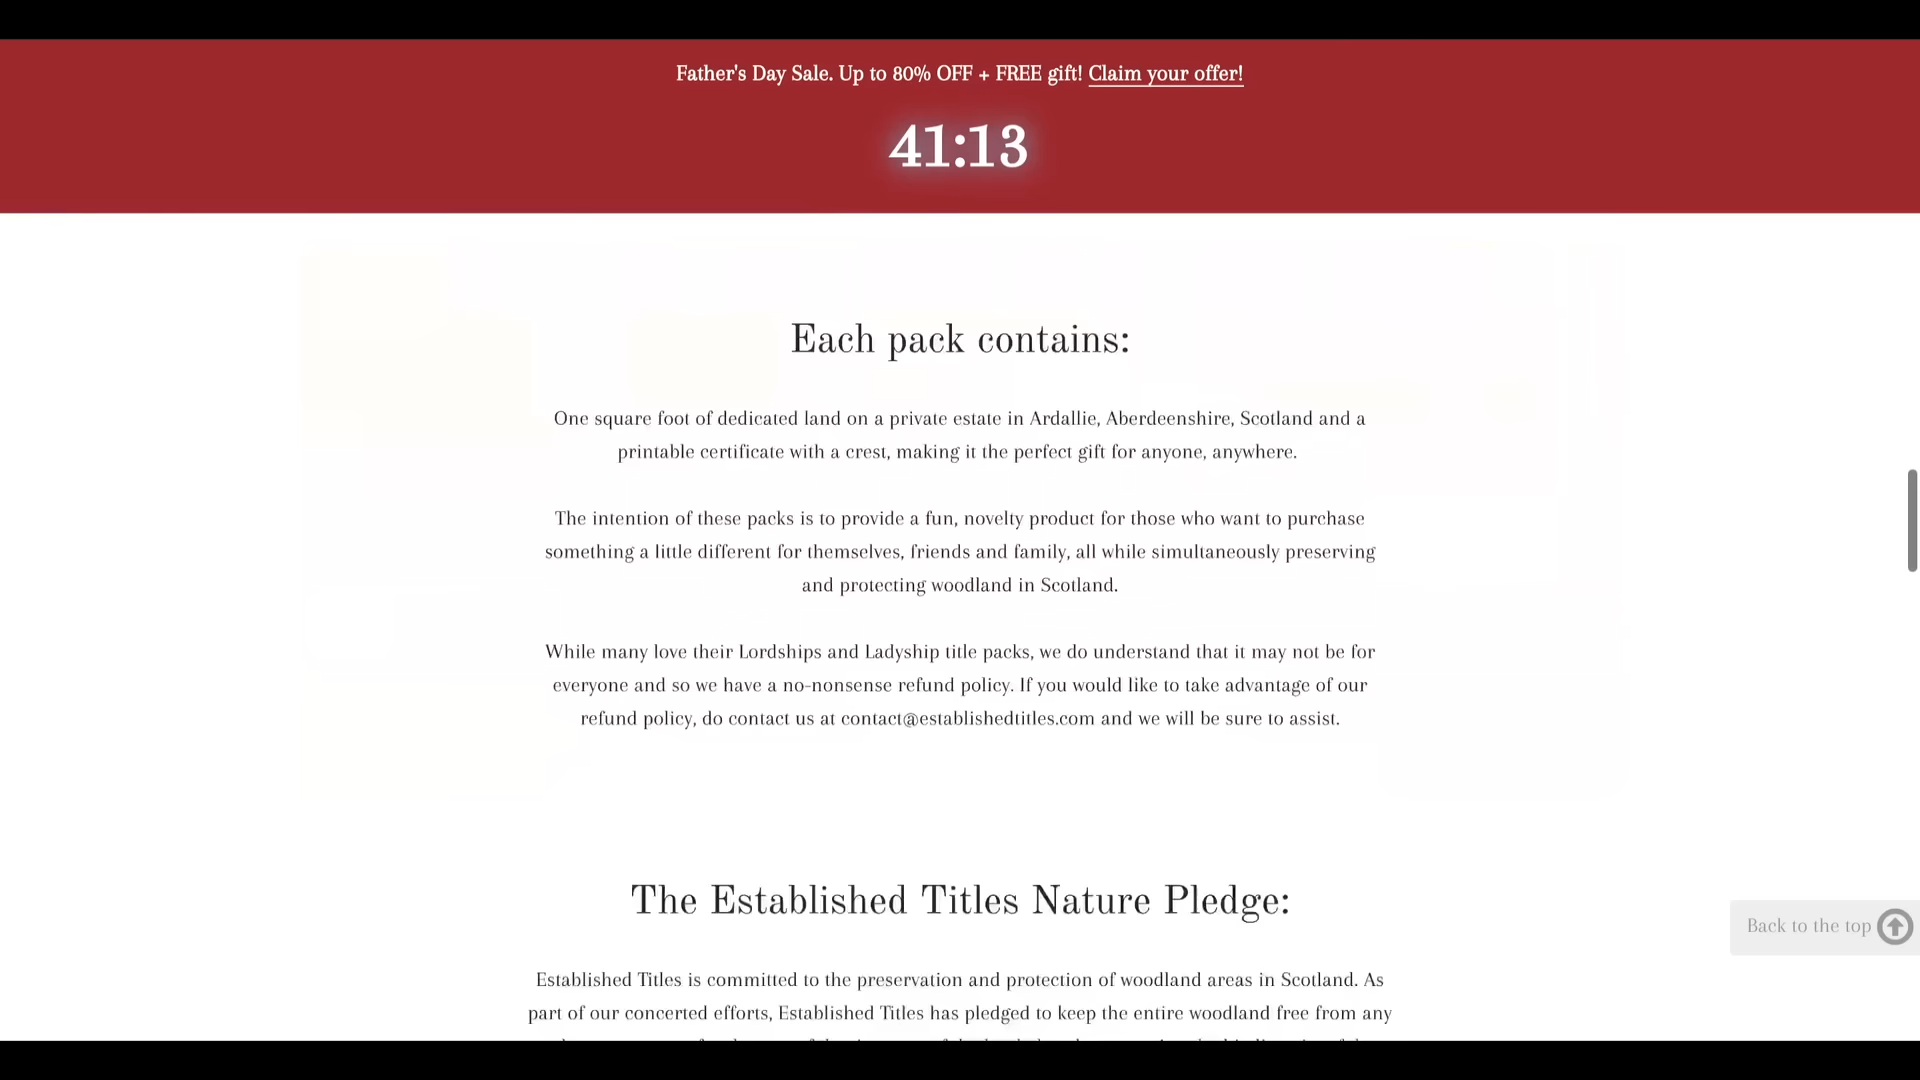 Father's Day Sale. Up to 80% OFF + FREE gift! Claim your offer!
41:13
Each pack contains:
One square foot of dedicated land on a private estate in Ardallie, Aberdeenshire, Scotland and a
printable certificate with a crest, making it the perfect gift for anyone, anywhere.
The intention of these packs is to provide a fun, novelty product for those who want to purchase
something a little different for themselves, friends and family, all while simultaneously preserving
and protecting woodland in Scotland.
While many love their Lordships and Ladyship title packs, we do understand that it may not be for
everyone and so we have a no-nonsense refund policy. If you would like to take advantage of our
refund policy, do contact us at contact@establishedtitles.com and we will be sure to assist.
The Established Titles Nature Pledge:
Back to the top
Established Titles is committed to the preservation and protection of woodland areas in Scotland. As
part of our concerted efforts, Established Titles has pledged to keep the entire woodland free from any